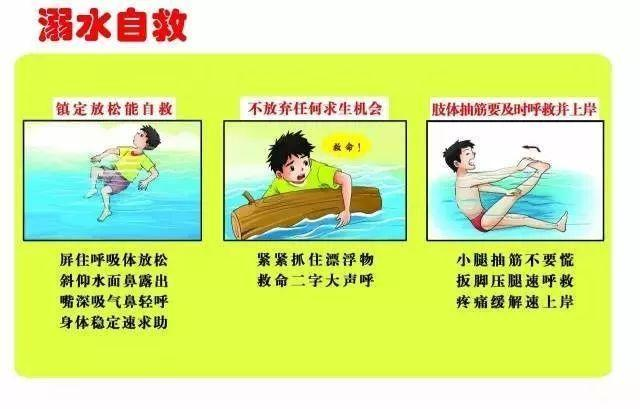 溺水自救
镇定放松能自救
屏住呼吸体放松
斜仰水面鼻露出
嘴深吸气鼻轻呼
身体稳定速求助
不放弃任何求生机会
救命！
紧紧抓住漂浮物
救命二字大声呼
肢体抽筋要及时呼救并上岸
小腿抽筋不要慌
扳脚压腿速呼救
疼痛缓解速上岸